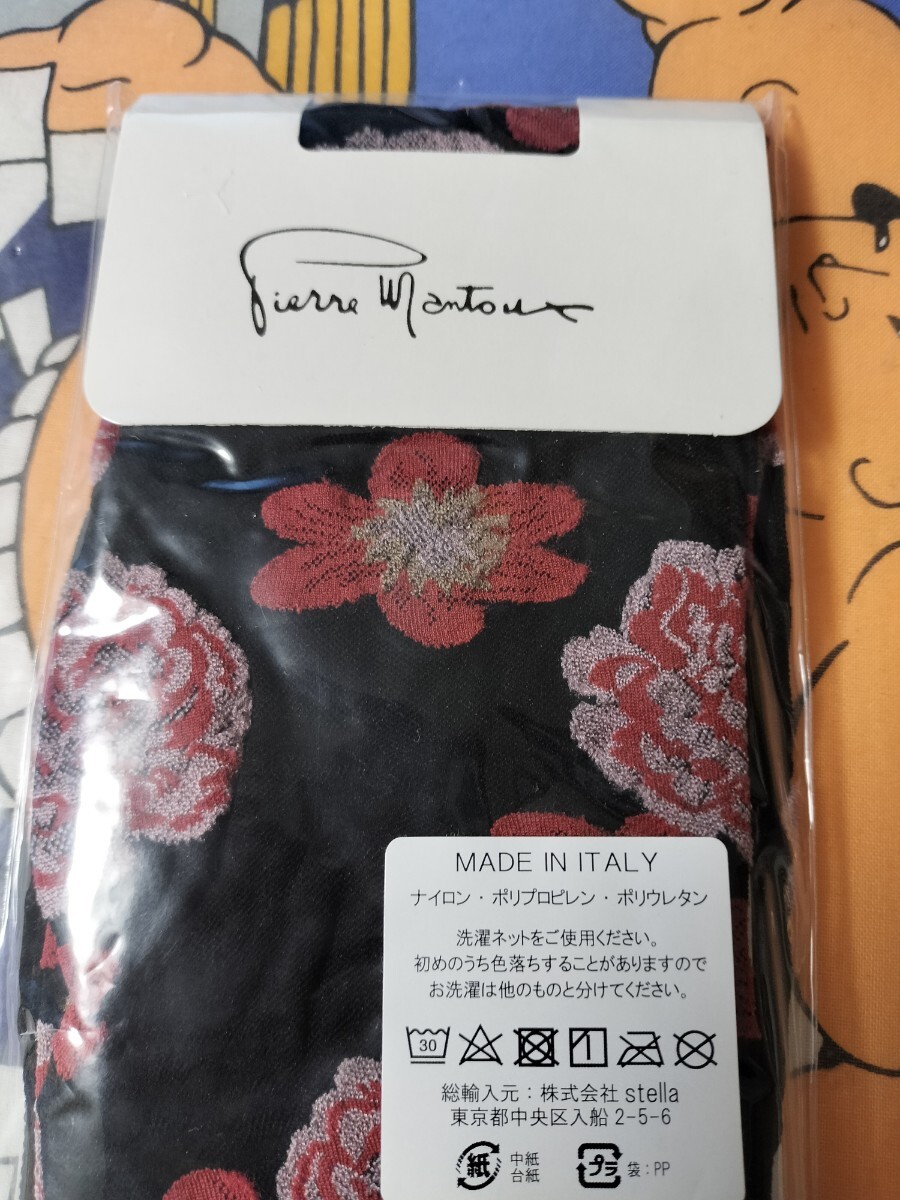 Pierre Mantoux
MADE IN ITALY
ナイロン・ポリプロピレン・ポリウレタン
洗濯ネットをご使用ください。
初めのうち色落ちすることがありますので
お洗濯は他のものと分けてください。
30
総輸入元：株式会社 stella
東京都中央区入船 2-5-6
紙 中紙
台紙
プラ 袋：PP